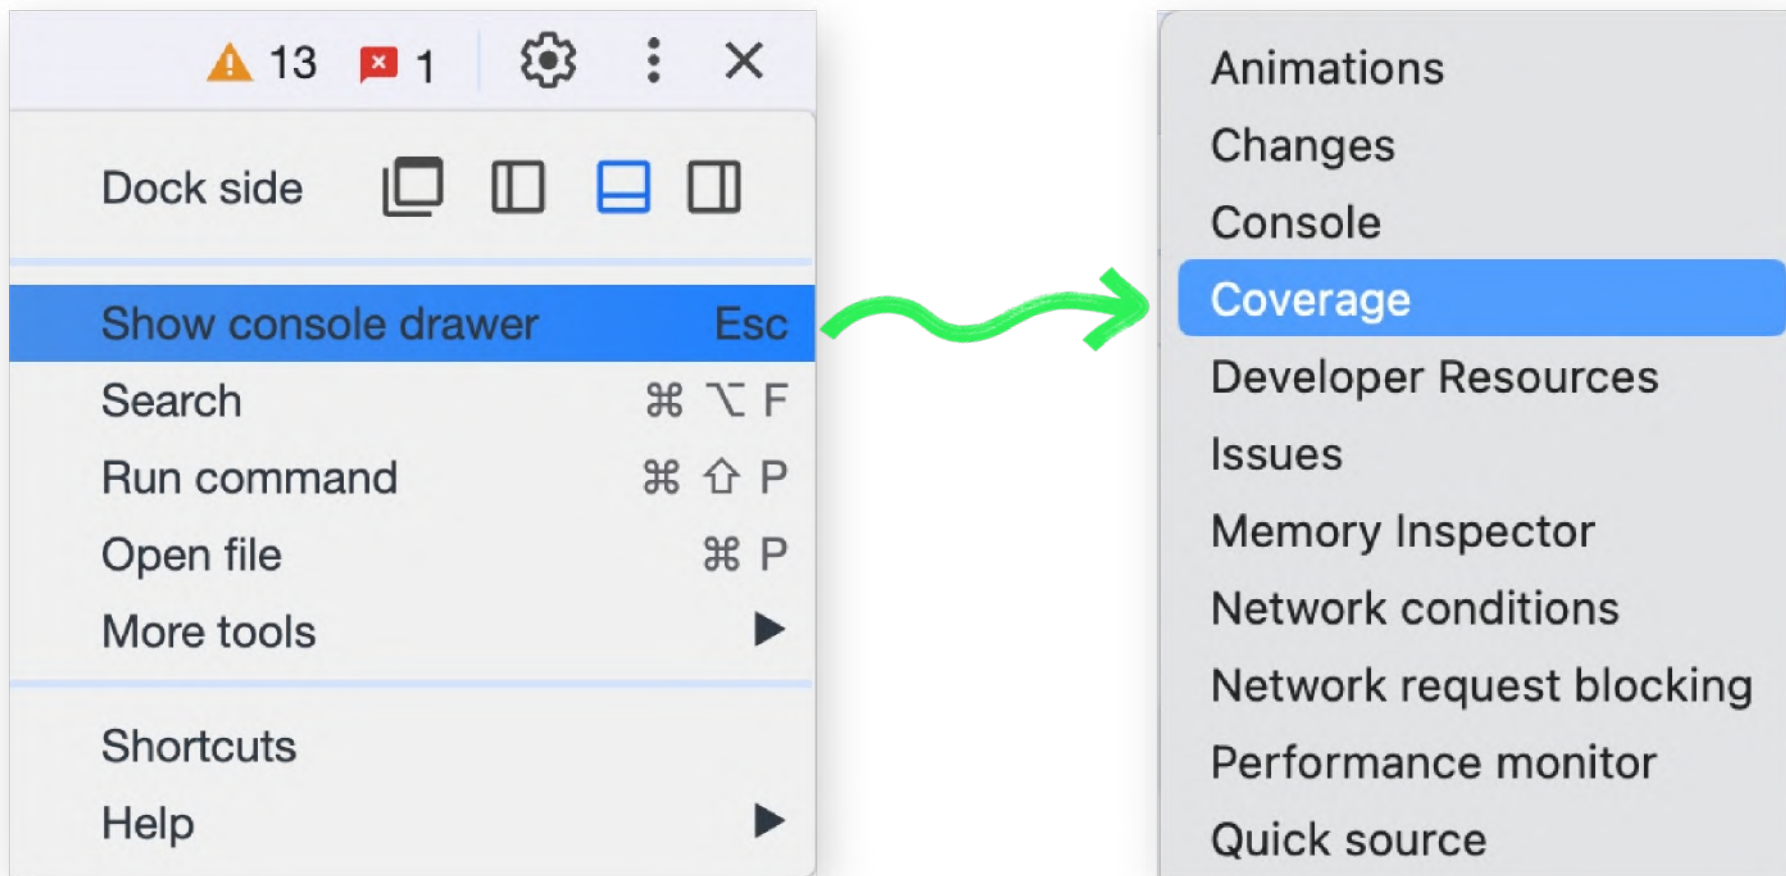 13 1
Dock side
Show console drawer Esc
Search ⌘ ⌥ F
Run command ⌘ ⇧ P
Open file ⌘ P
More tools ▶
Shortcuts
Help ▶
Animations
Changes
Console
Coverage
Developer Resources
Issues
Memory Inspector
Network conditions
Network request blocking
Performance monitor
Quick source